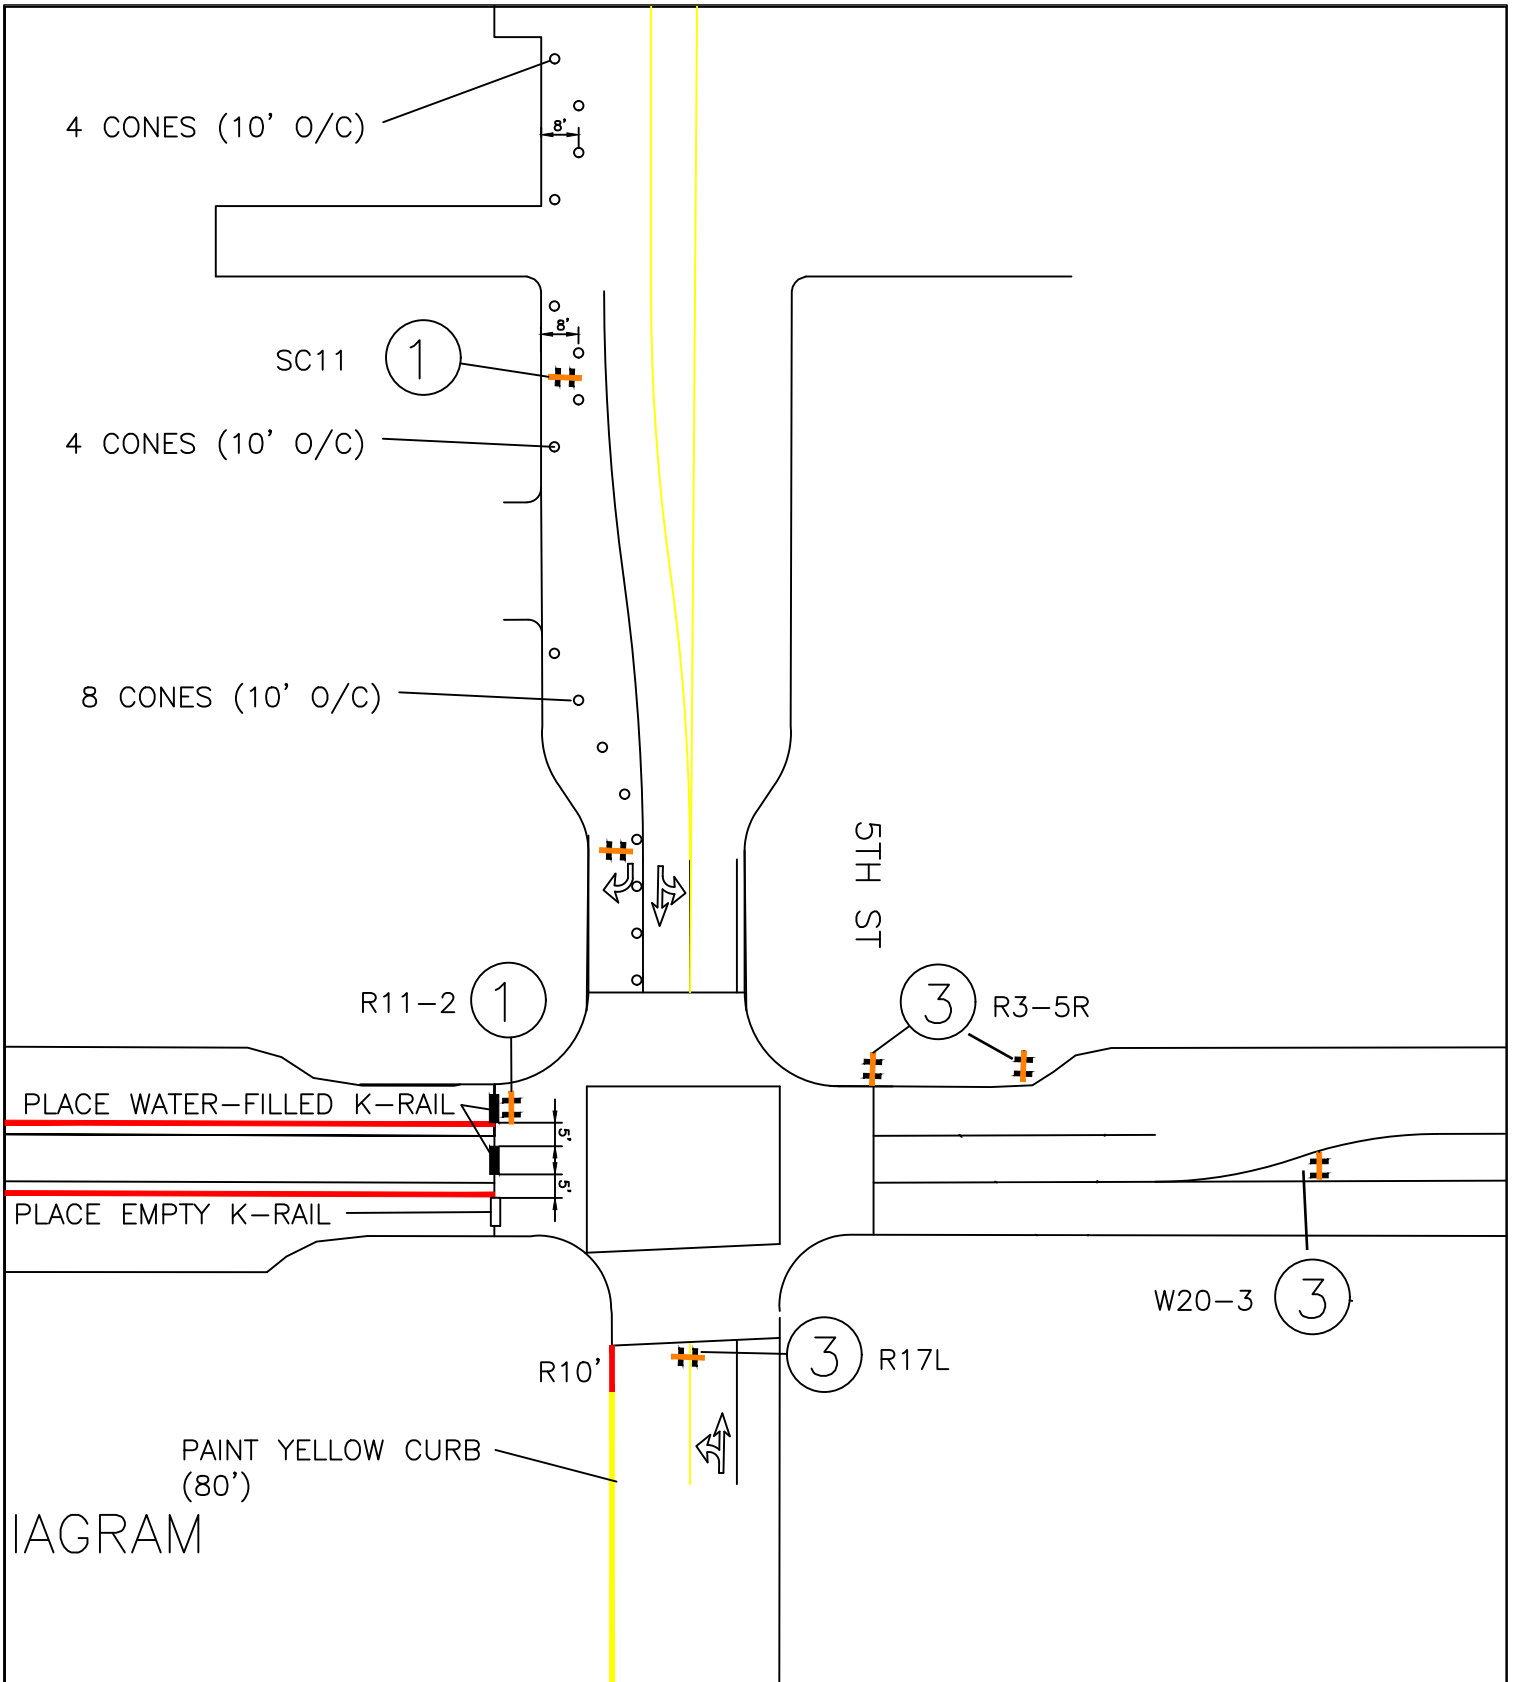 4 CONES (10' O/C)
8'
8'
SC11
1
4 CONES (10' O/C)
8 CONES (10' O/C)
5TH ST
R11-2
1
3
R3-5R
PLACE WATER-FILLED K-RAIL
5'
5'
PLACE EMPTY K-RAIL
W20-3
3
R10'
3
R17L
PAINT YELLOW CURB
(80')
IAGRAM